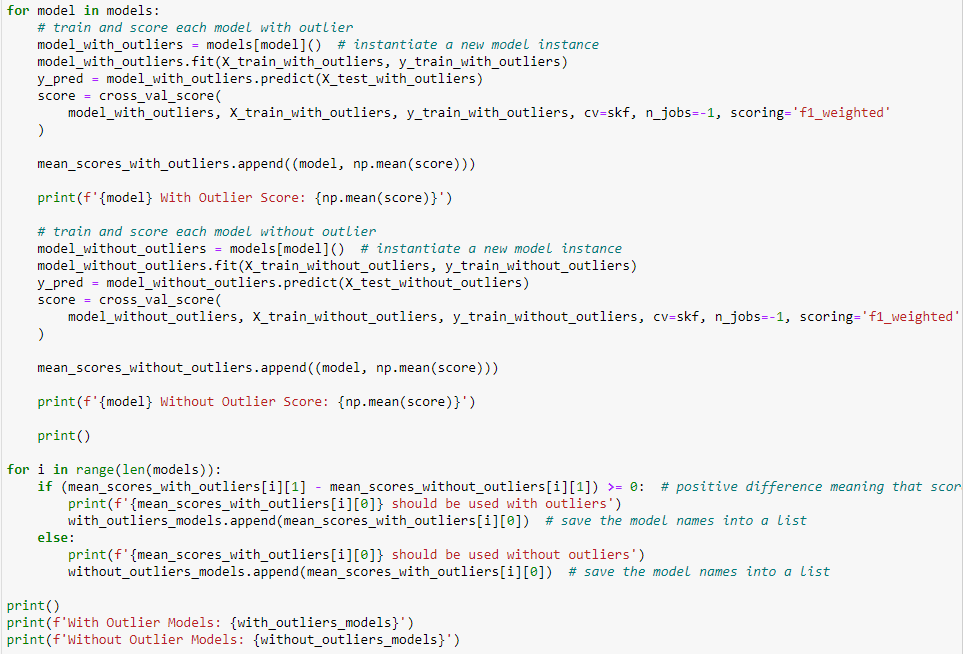 for model in models:
    # train and score each model with outlier
    model_with_outliers = models[model]()  # instantiate a new model instance
    model_with_outliers.fit(X_train_with_outliers, y_train_with_outliers)
    y_pred = model_with_outliers.predict(X_test_with_outliers)
    score = cross_val_score(
        model_with_outliers, X_train_with_outliers, y_train_with_outliers, cv=skf, n_jobs=-1, scoring='f1_weighted'
    )

    mean_scores_with_outliers.append((model, np.mean(score)))

    print(f'{model} With Outlier Score: {np.mean(score)}')

    # train and score each model without outlier
    model_without_outliers = models[model]()  # instantiate a new model instance
    model_without_outliers.fit(X_train_without_outliers, y_train_without_outliers)
    y_pred = model_without_outliers.predict(X_test_without_outliers)
    score = cross_val_score(
        model_without_outliers, X_train_without_outliers, y_train_without_outliers, cv=skf, n_jobs=-1, scoring='f1_weighted'
    )

    mean_scores_without_outliers.append((model, np.mean(score)))

    print(f'{model} Without Outlier Score: {np.mean(score)}')

    print()

for i in range(len(models)):
    if (mean_scores_with_outliers[i][1] - mean_scores_without_outliers[i][1]) >= 0:  # positive difference meaning that scor
        print(f'{mean_scores_with_outliers[i][0]} should be used with outliers')
        with_outliers_models.append(mean_scores_with_outliers[i][0])  # save the model names into a list
    else:
        print(f'{mean_scores_with_outliers[i][0]} should be used without outliers')
        without_outliers_models.append(mean_scores_with_outliers[i][0])  # save the model names into a list

print()
print(f'With Outlier Models: {with_outliers_models}')
print(f'Without Outlier Models: {without_outliers_models}')